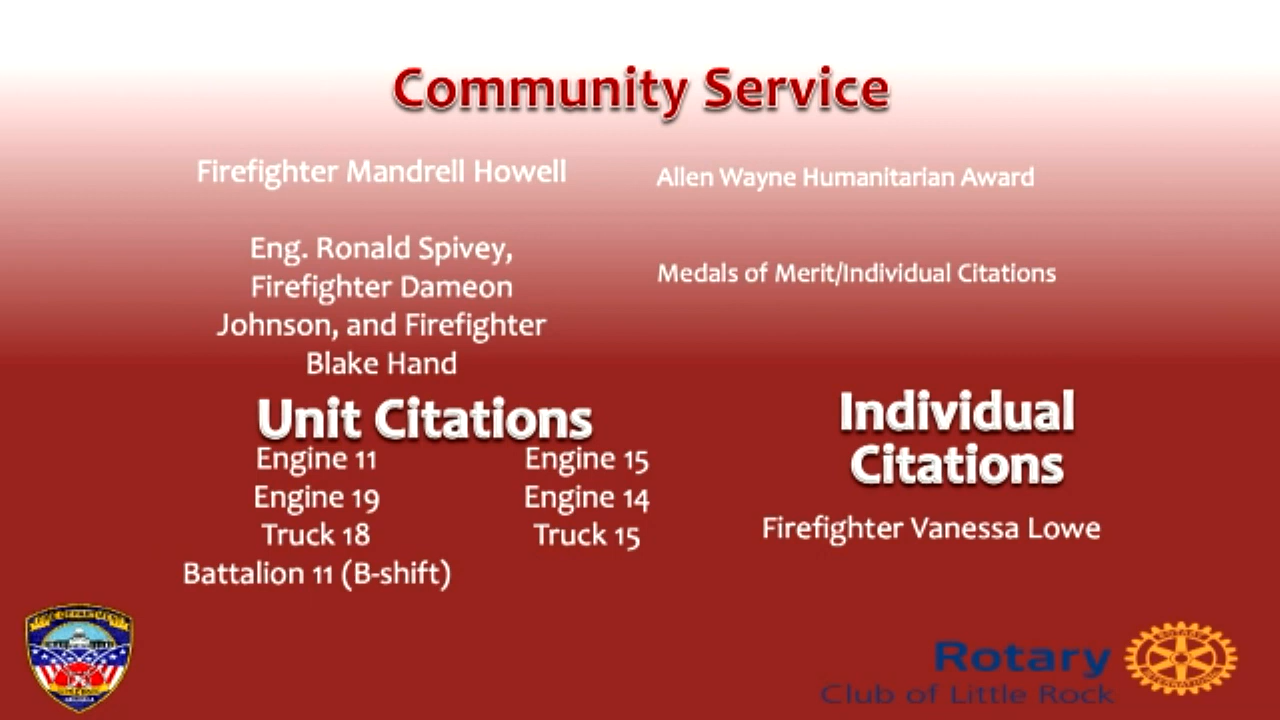 Community Service
Firefighter Mandrell Howell
Allen Wayne Humanitarian Award
Eng. Ronald Spivey,
Firefighter Dameon
Johnson, and Firefighter
Blake Hand
Medals of Merit/Individual Citations
Unit Citations
Engine 11
Engine 19
Truck 18
Battalion 11 (B-shift)
Engine 15
Engine 14
Truck 15
Individual
Citations
Firefighter Vanessa Lowe
Rotary
Club of Little Rock
ROTARY
INTERNATIONAL